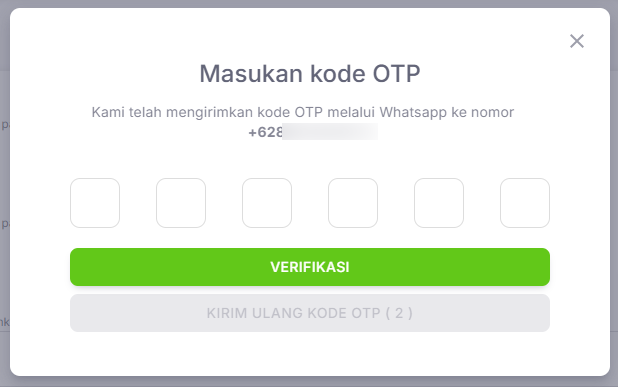 Masukan kode OTP
Kami telah mengirimkan kode OTP melalui Whatsapp ke nomor
+628
VERIFIKASI
KIRIM ULANG KODE OTP ( 2 )